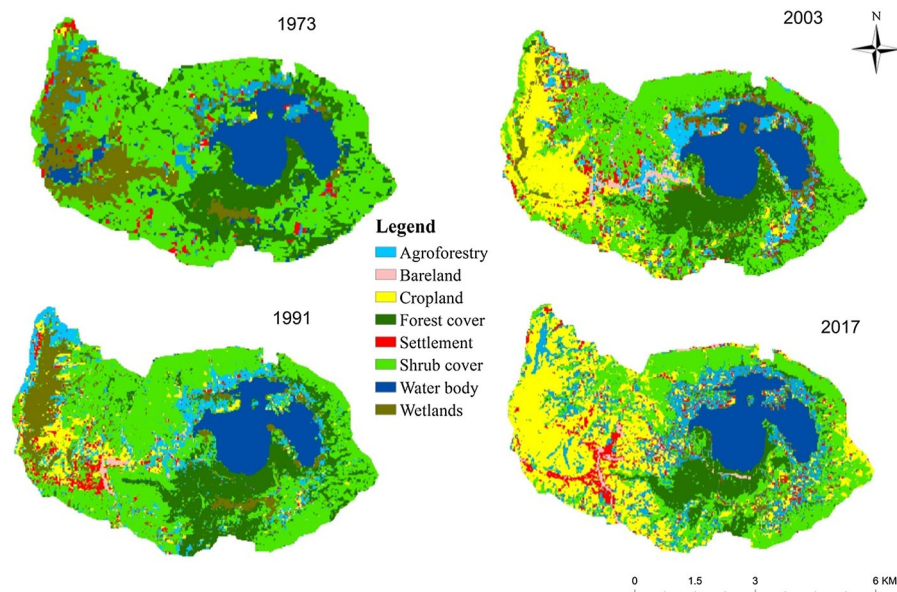 1973
2003
N
Legend
Agroforestry
Bareland
Cropland
Forest cover
Settlement
Shrub cover
Water body
Wetlands
1991
2017
0 1.5 3 6 KM